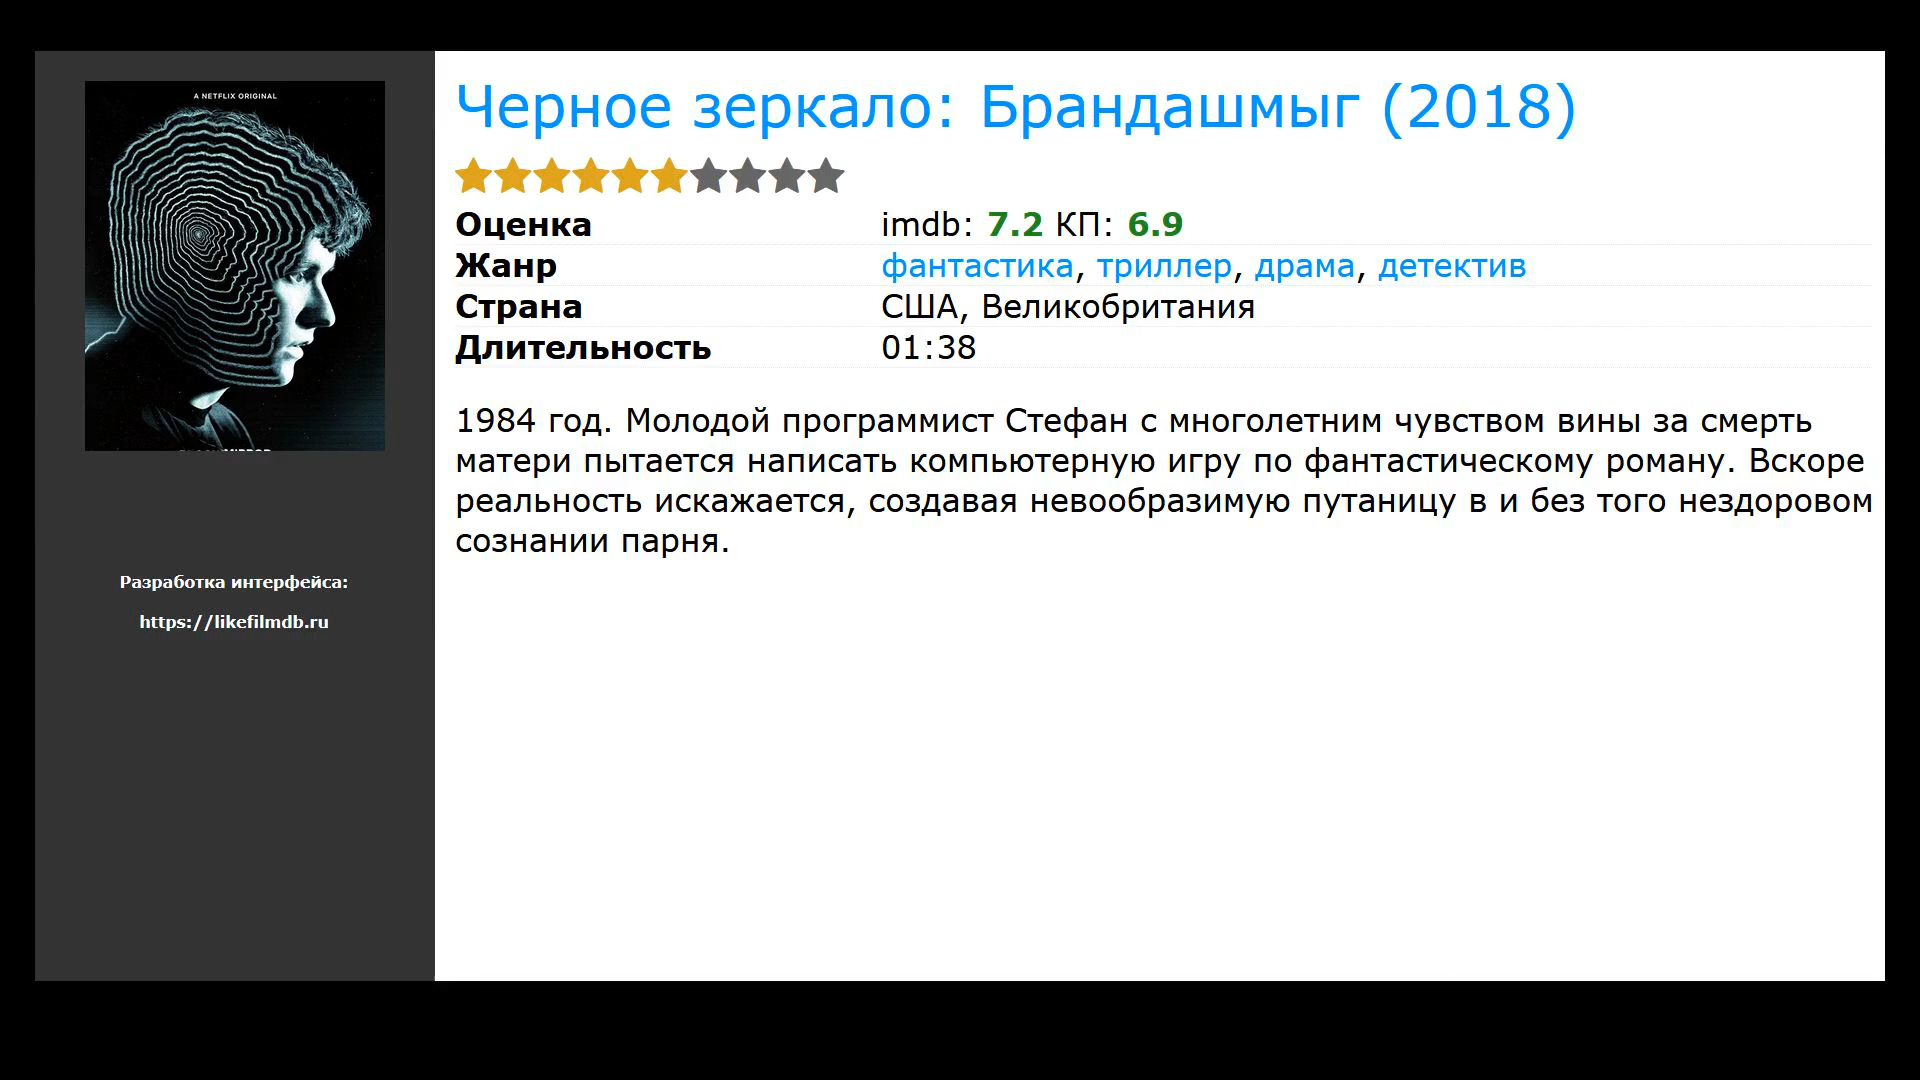 A NETFLIX ORIGINAL
Черное зеркало: Брандашмыг (2018)
Оценка imdb: 7.2 КП: 6.9
Жанр фантастика, триллер, драма, детектив
Страна США, Великобритания
Длительность 01:38
1984 год. Молодой программист Стефан с многолетним чувством вины за смерть
матери пытается написать компьютерную игру по фантастическому роману. Вскоре
реальность искажается, создавая невообразимую путаницу в и без того нездоровом
сознании парня.
Разработка интерфейса:
https://likefilmdb.ru